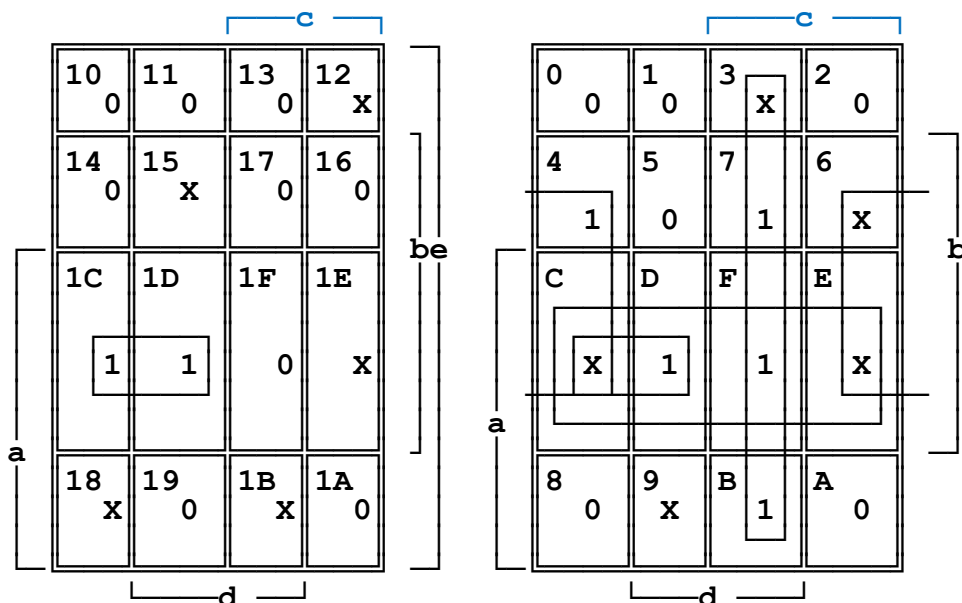 c c
10 11 13 12 0 1 3 2
0 0 0 X 0 0 X 0
14 15 17 16 4 5 7 6
0 X 0 0 1 0 1 X
be b
1C 1D 1F 1E C D F E
1 1 0 X X 1 1 X
a a
18 19 1B 1A 8 9 B A
X 0 X 0 0 X 1 0
d d